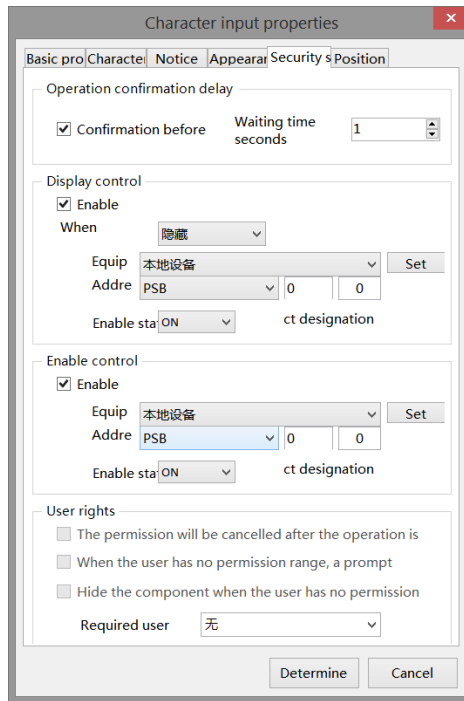 Character input properties
Basic pro Character Notice Appearan Security s Position
Operation confirmation delay
Confirmation before Waiting time seconds 1
Display control
Enable
When 隐藏
Equip 本地设备 Set
Addre PSB 0 0
Enable stat ON ct designation
Enable control
Enable
Equip 本地设备 Set
Addre PSB 0 0
Enable stat ON ct designation
User rights
The permission will be cancelled after the operation is
When the user has no permission range, a prompt
Hide the component when the user has no permission
Required user 无
Determine Cancel